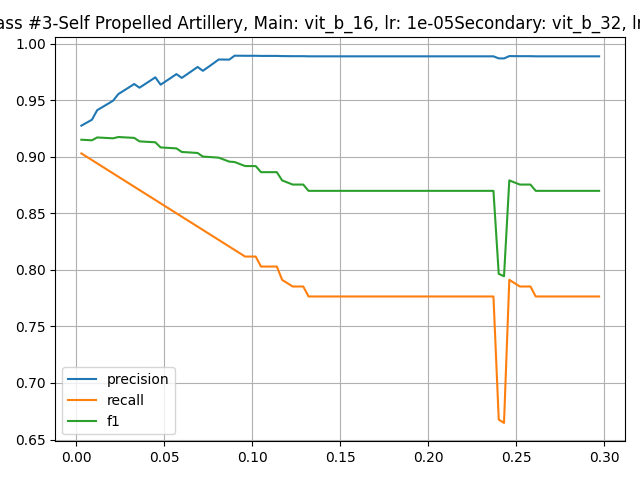 ass #3-Self Propelled Artillery, Main: vit_b_16, lr: 1e-05Secondary: vit_b_32, lr
1.00
0.95
0.90
0.85
0.80
0.75
0.70
0.65
precision
recall
f1
0.00 0.05 0.10 0.15 0.20 0.25 0.30